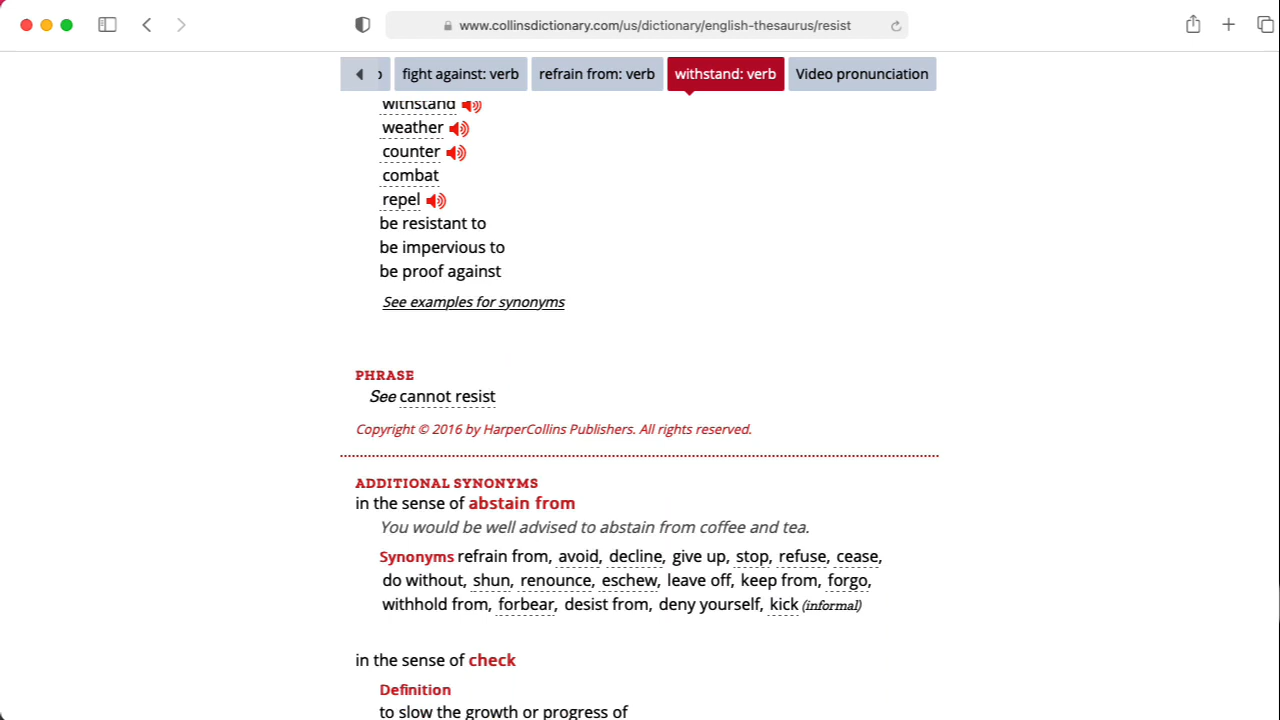 www.collinsdictionary.com/us/dictionary/english-thesaurus/resist
fight against: verb
refrain from: verb
withstand: verb
Video pronunciation
withstand
weather
counter
combat
repel
be resistant to
be impervious to
be proof against
See examples for synonyms
PHRASE
See cannot resist
Copyright © 2016 by HarperCollins Publishers. All rights reserved.
ADDITIONAL SYNONYMS
in the sense of abstain from
You would be well advised to abstain from coffee and tea.
Synonyms refrain from, avoid, decline, give up, stop, refuse, cease,
do without, shun, renounce, eschew, leave off, keep from, forgo,
withhold from, forbear, desist from, deny yourself, kick (informal)
in the sense of check
Definition
to slow the growth or progress of